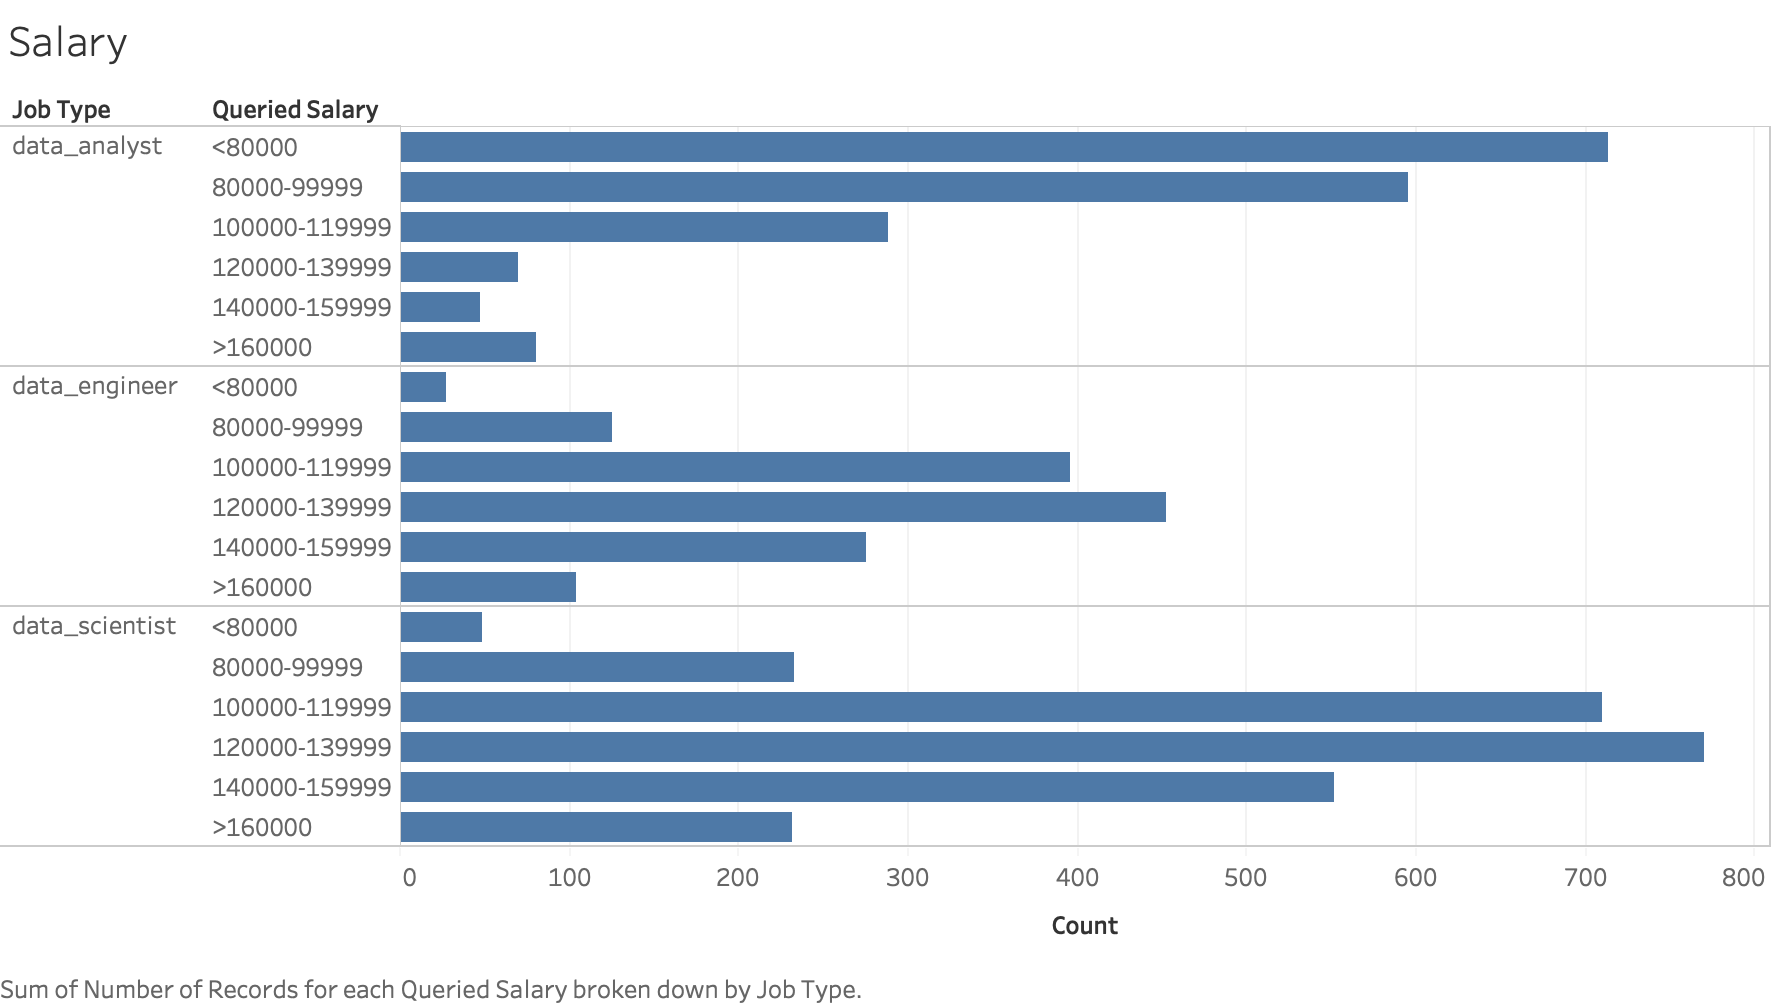 Salary
Job Type Queried Salary
data_analyst <80000
80000-99999
100000-119999
120000-139999
140000-159999
>160000
data_engineer <80000
80000-99999
100000-119999
120000-139999
140000-159999
>160000
data_scientist <80000
80000-99999
100000-119999
120000-139999
140000-159999
>160000
0 100 200 300 400 500 600 700 800
Count
Sum of Number of Records for each Queried Salary broken down by Job Type.